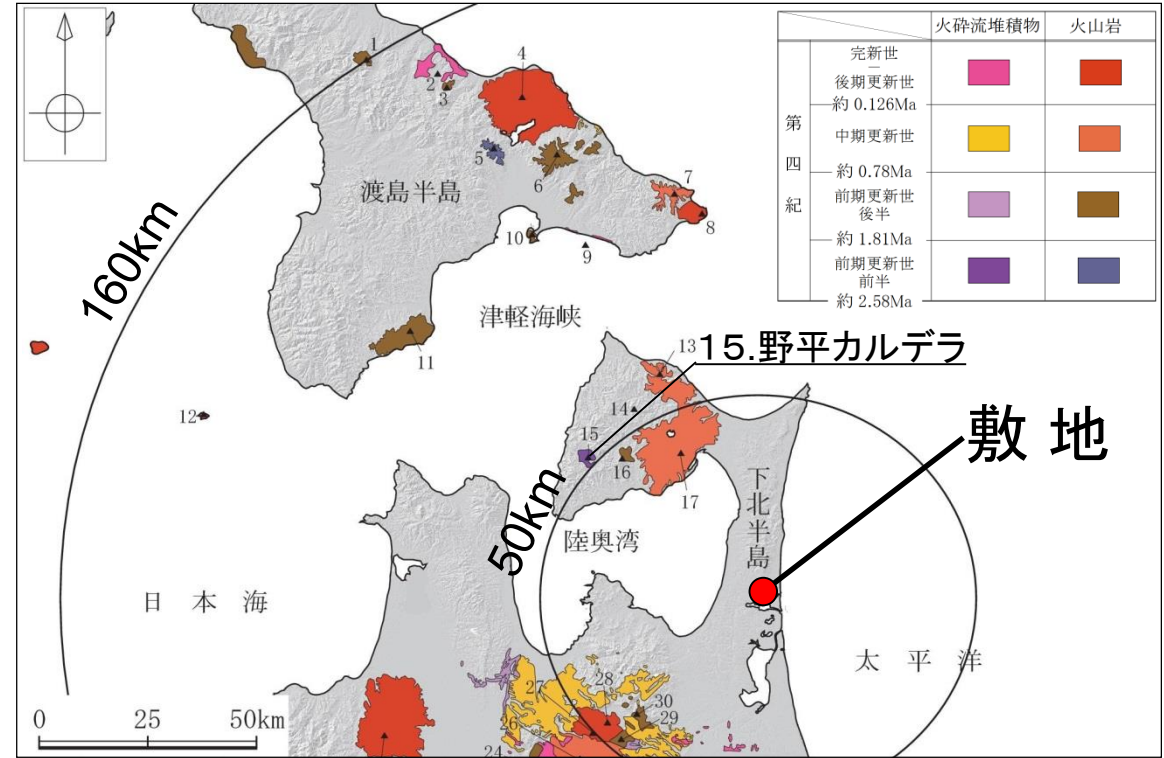 火砕流堆積物
火山岩
第四紀
完新世
―
後期更新世
約 0.126Ma
中期更新世
約 0.78Ma
前期更新世
後半
約 1.81Ma
前期更新世
前半
約 2.58Ma
1
2
3
4
5
6
7
8
9
10
11
12
渡島半島
津軽海峡
160km
15.野平カルデラ
13
14
15
16
17
敷 地
50km
下北半島
陸奥湾
日 本 海
太 平 洋
0 25 50km
27
28
30
29
26
24